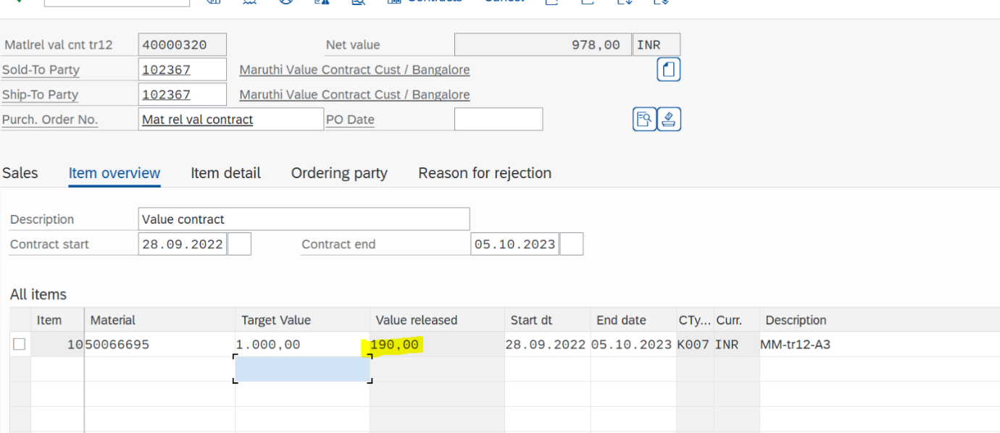 Matlrel val cnt tr12 40000320 Net value 978,00 INR
Sold-To Party 102367 Maruthi Value Contract Cust / Bangalore
Ship-To Party 102367 Maruthi Value Contract Cust / Bangalore
Purch. Order No. Mat rel val contract PO Date
Sales Item overview Item detail Ordering party Reason for rejection
Description Value contract
Contract start 28.09.2022 Contract end 05.10.2023
All items
Item Material Target Value Value released Start dt End date CTy... Curr. Description
10 50066695 1.000,00 190,00 28.09.2022 05.10.2023 K007 INR MM-tr12-A3